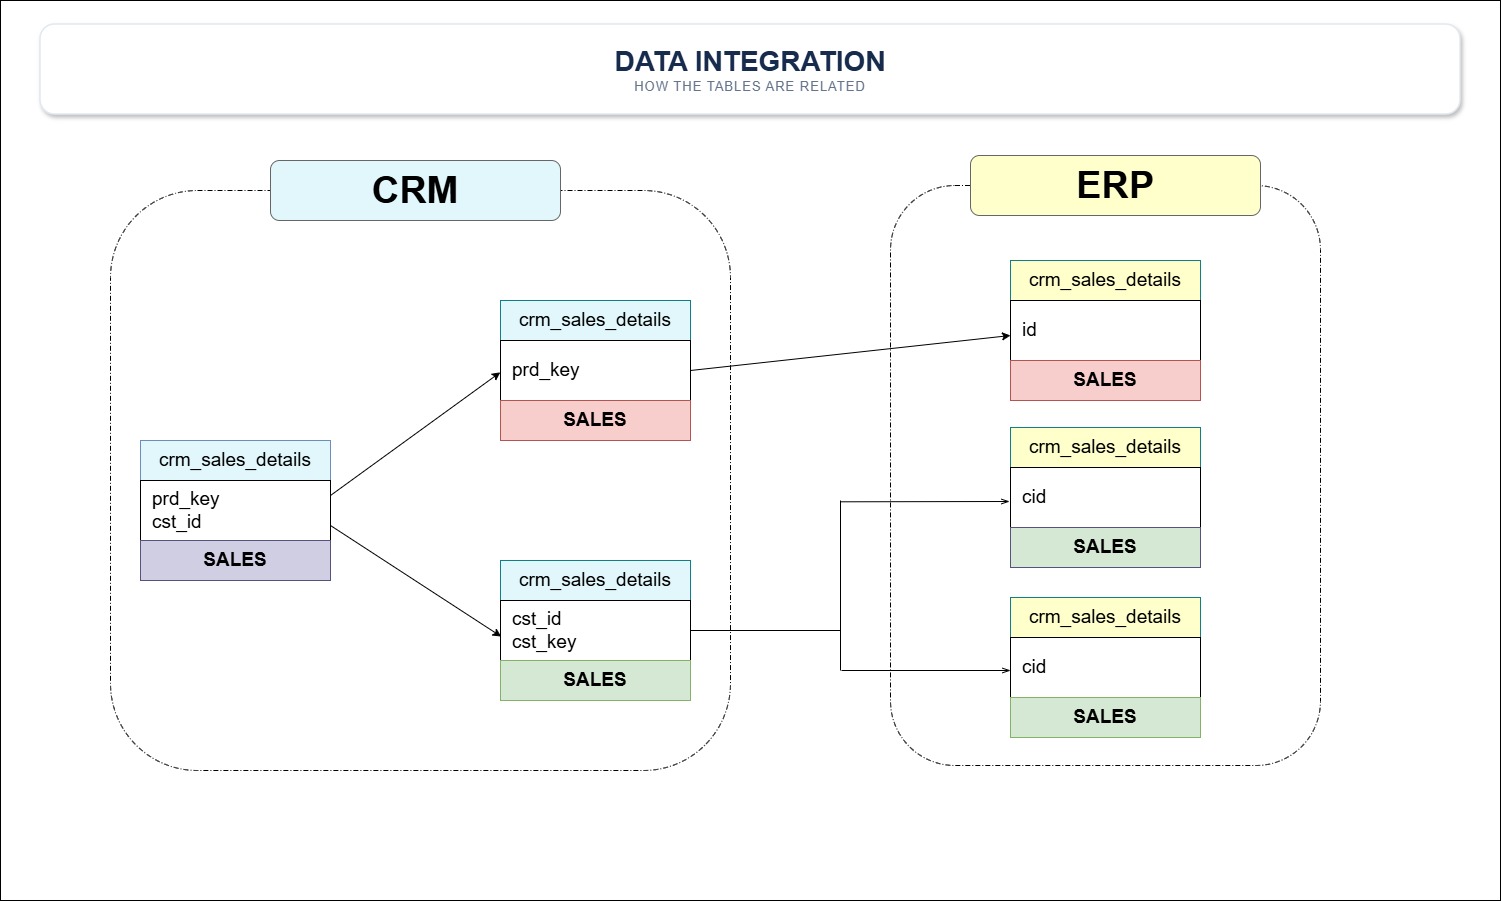 DATA INTEGRATION
HOW THE TABLES ARE RELATED
CRM
crm_sales_details
prd_key
cst_id
SALES
crm_sales_details
prd_key
SALES
crm_sales_details
cst_id
cst_key
SALES
ERP
crm_sales_details
id
SALES
crm_sales_details
cid
SALES
crm_sales_details
cid
SALES